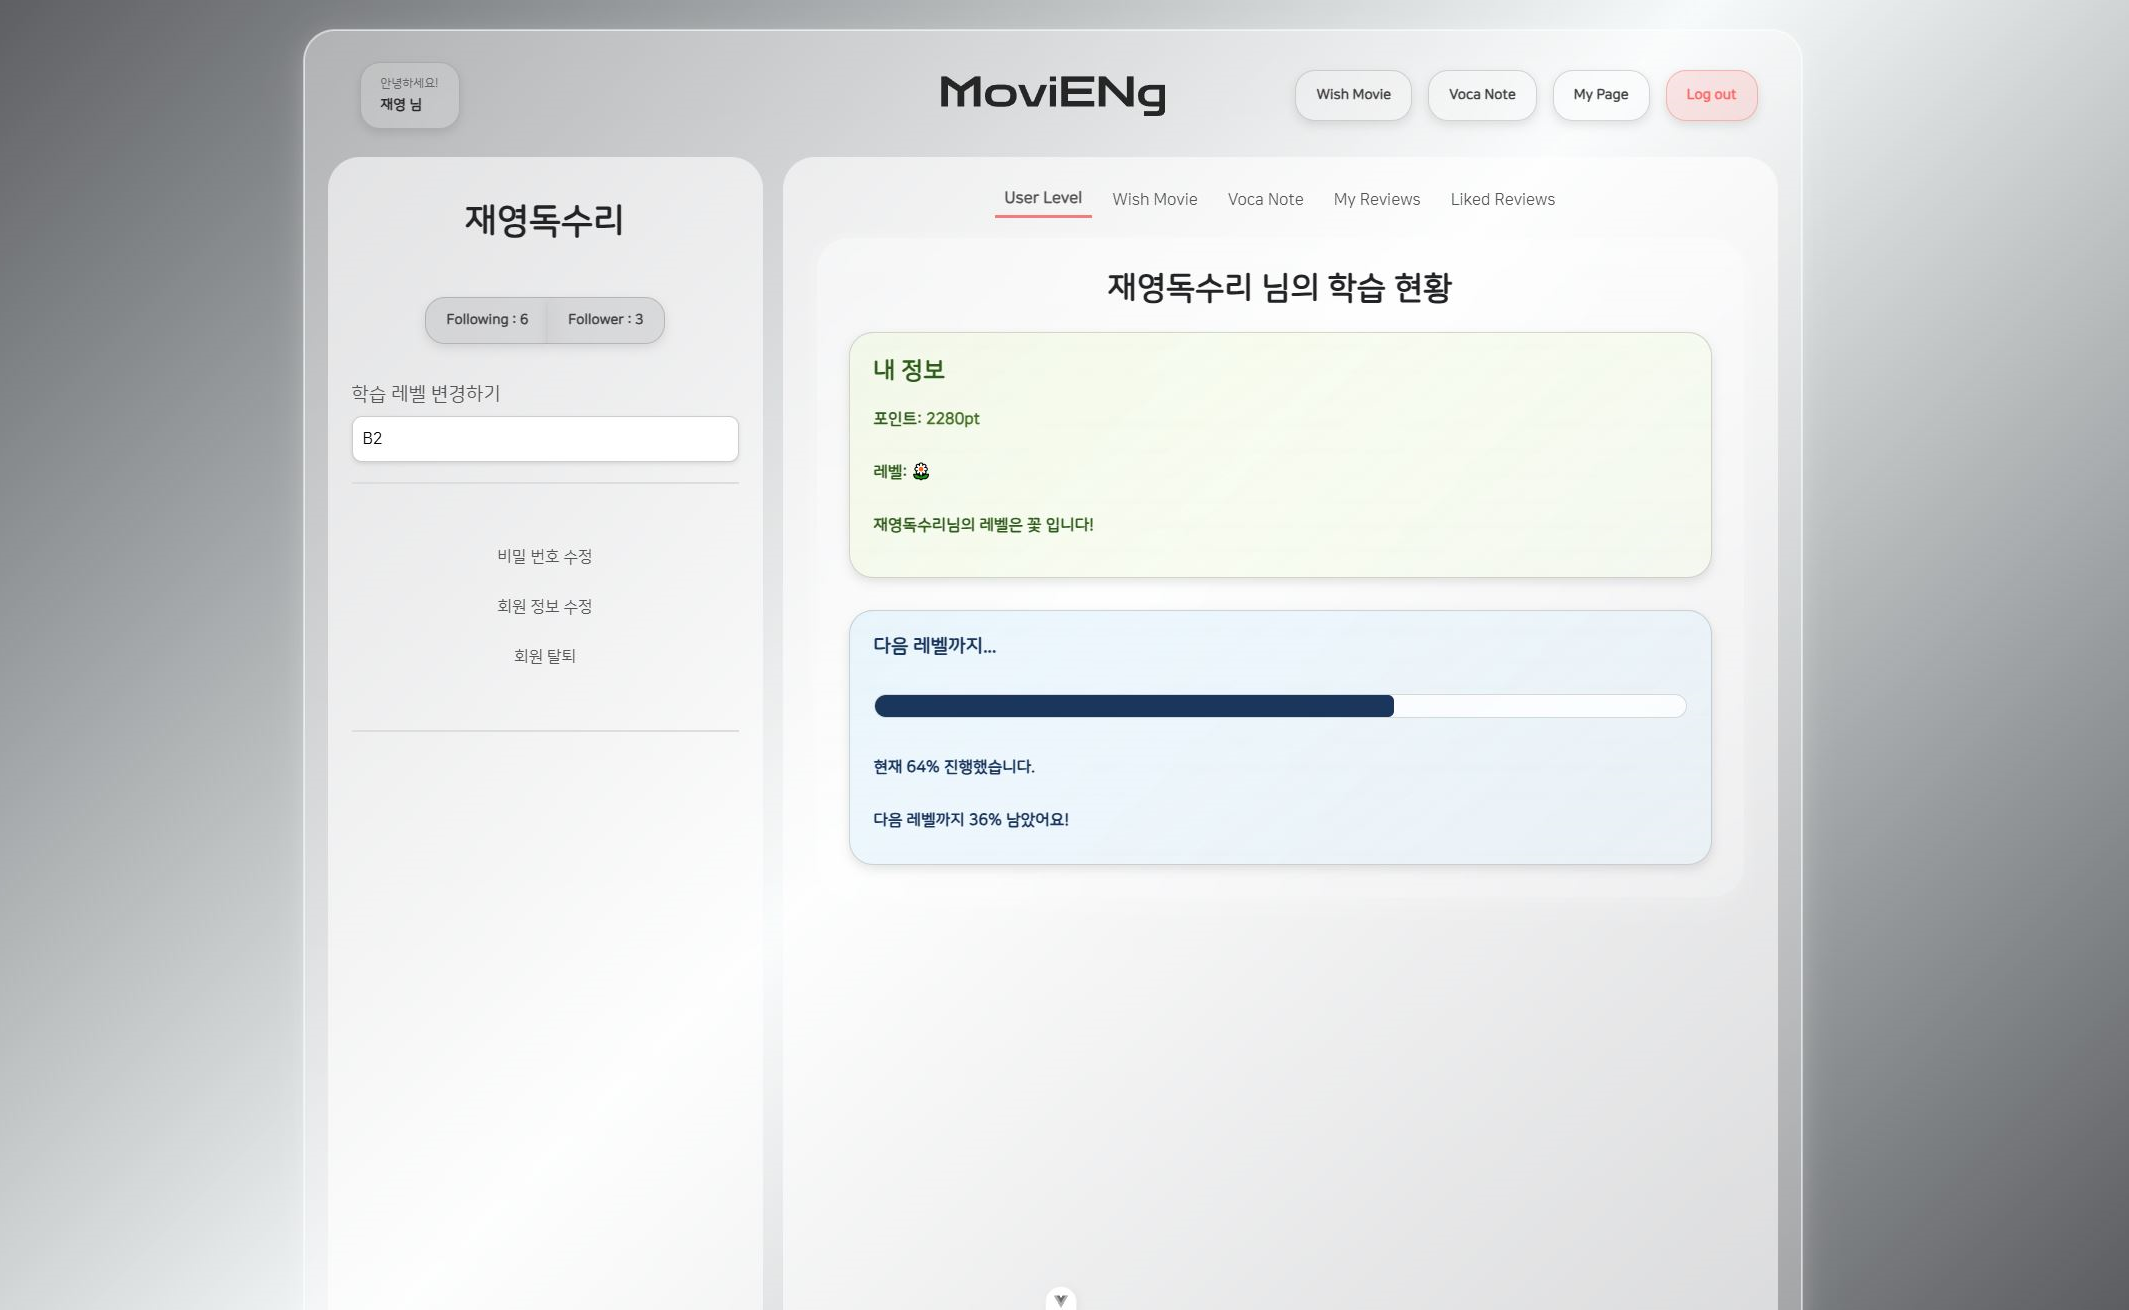 안녕하세요!
재영 님
MoviENg
Wish Movie
Voca Note
My Page
Log out
재영독수리
Following : 6
Follower : 3
학습 레벨 변경하기
B2
비밀 번호 수정
회원 정보 수정
회원 탈퇴
User Level
Wish Movie
Voca Note
My Reviews
Liked Reviews
재영독수리 님의 학습 현황
내 정보
포인트: 2280pt
레벨:
재영독수리님의 레벨은 꽃 입니다!
다음 레벨까지...
현재 64% 진행했습니다.
다음 레벨까지 36% 남았어요!